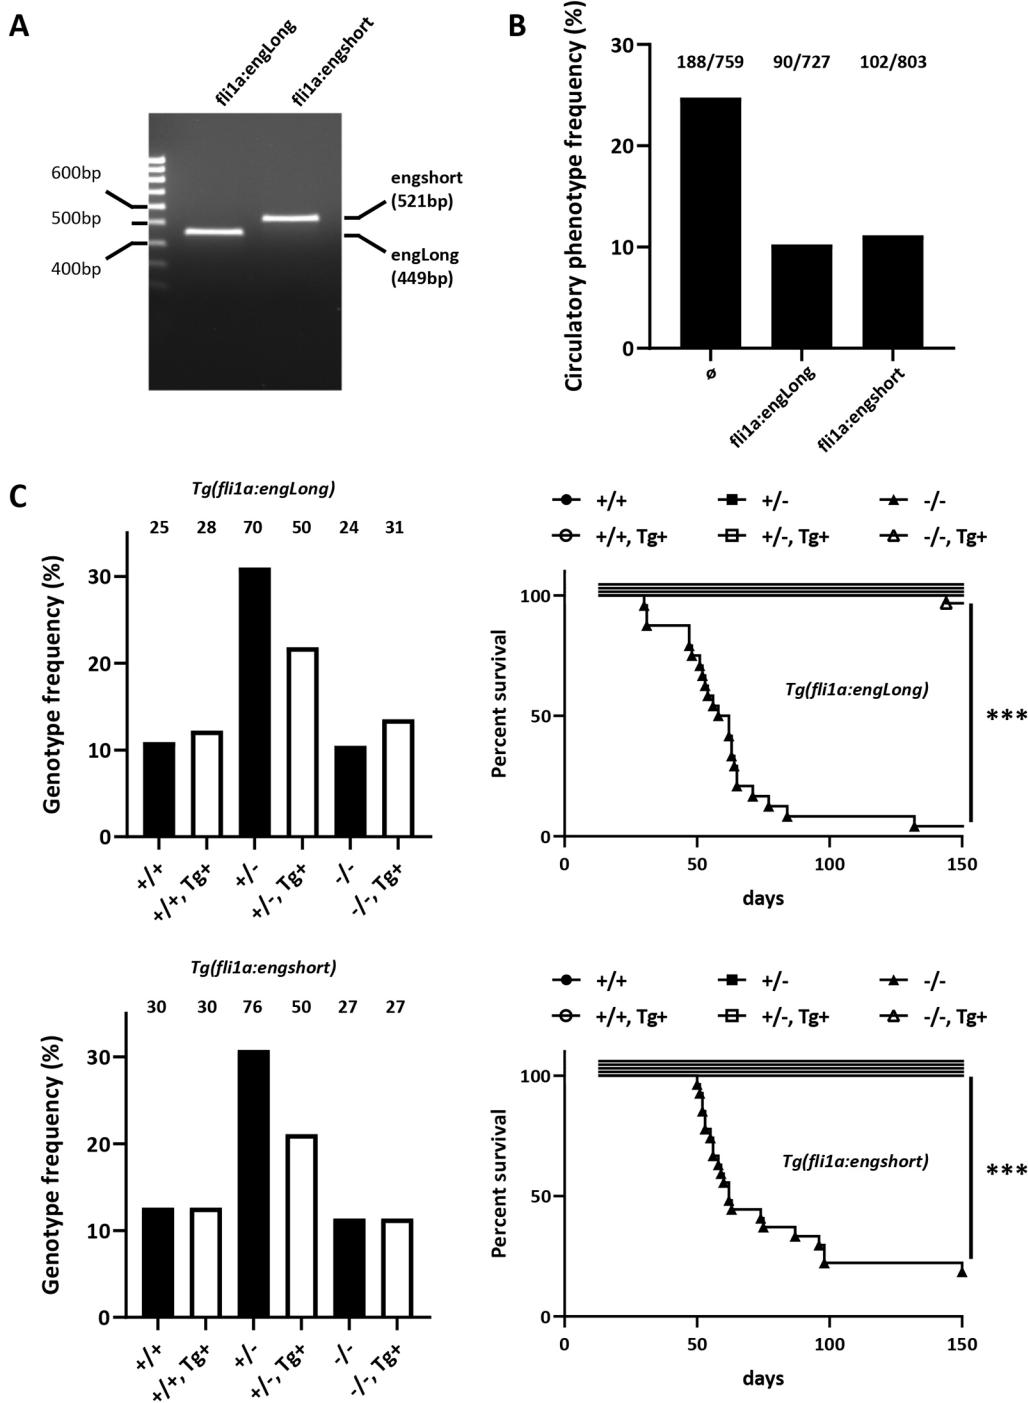 A
fli1a:engLong
fli1a:engshort
600bp
500bp
400bp
engshort
(521bp)
engLong
(449bp)
B
Circulatory phenotype frequency (%)
30
20
10
0
188/759
90/727
102/803
ø
fli1a:engLong
fli1a:engshort
C
Tg(fli1a:engLong)
25
28
70
50
24
31
Genotype frequency (%)
30
20
10
0
+/+
+/+, Tg+
+/-
+/-, Tg+
-/-
-/-, Tg+
+/+
+/-
-/-
+/+, Tg+
+/-, Tg+
-/-, Tg+
Percent survival
100
50
0
Tg(fli1a:engLong)
***
0
50
100
150
days
Tg(fli1a:engshort)
30
30
76
50
27
27
Genotype frequency (%)
30
20
10
0
+/+
+/+, Tg+
+/-
+/-, Tg+
-/-
-/-, Tg+
+/+
+/-
-/-
+/+, Tg+
+/-, Tg+
-/-, Tg+
Percent survival
100
50
0
Tg(fli1a:engshort)
***
0
50
100
150
days